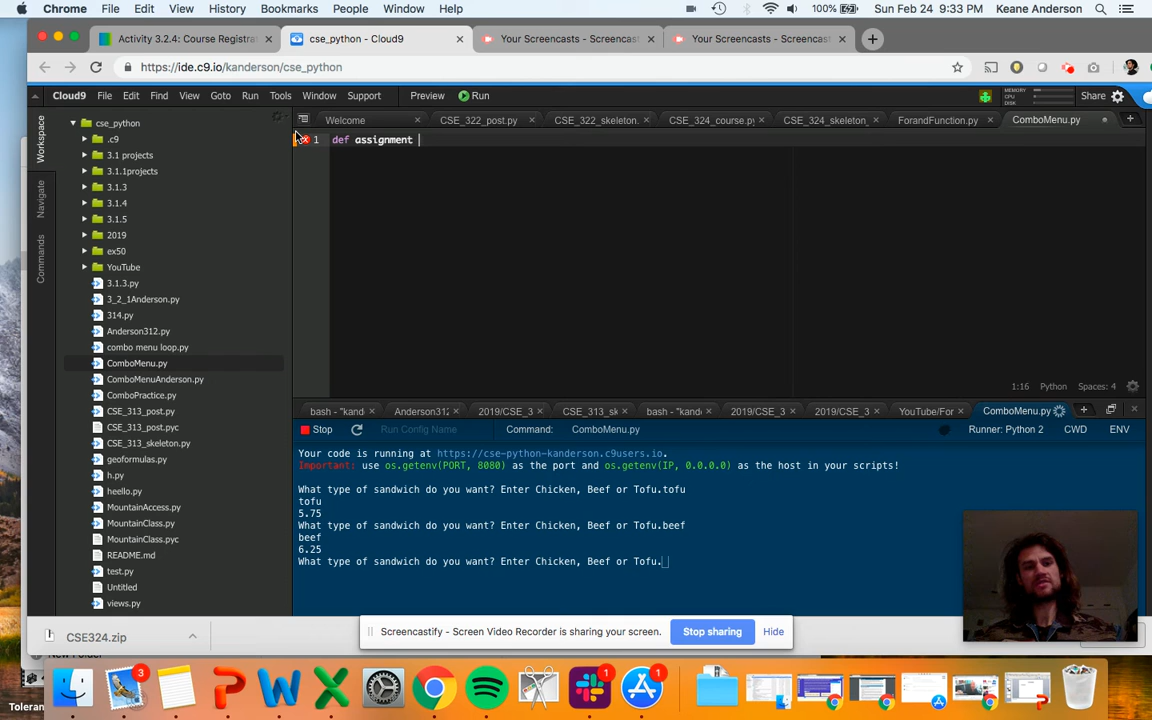 Chrome File Edit View History Bookmarks People Window Help 100% Sun Feb 24 9:33 PM Keane Anderson
Activity 3.2.4: Course Registra × cse_python - Cloud9 × Your Screencasts - Screencast × Your Screencasts - Screencast ×
https://ide.c9.io/kanderson/cse_python
Cloud9 File Edit Find View Goto Run Tools Window Support Preview Run MEMORY CPU DISK Share
Workspace
Navigate
Commands
cse_python
.c9
3.1 projects
3.1.1projects
3.1.3
3.1.4
3.1.5
2019
ex50
YouTube
3.1.3.py
3_2_1Anderson.py
314.py
Anderson312.py
combo menu loop.py
ComboMenu.py
ComboMenuAnderson.py
ComboPractice.py
CSE_313_post.py
CSE_313_post.pyc
CSE_313_skeleton.py
geoformulas.py
h.py
heello.py
MountainAccess.py
MountainClass.py
MountainClass.pyc
README.md
test.py
Untitled
views.py
Welcome × CSE_322_post.py × CSE_322_skeleton. × CSE_324_course.py × CSE_324_skeleton_ × ForandFunction.py × ComboMenu.py
1 def assignment
1:16 Python Spaces: 4
bash - "kand × Anderson312 × 2019/CSE_3 × CSE_313_sk × bash - "kand × 2019/CSE_3 × 2019/CSE_3 × YouTube/For × ComboMenu.py
Stop Run Config Name Command: ComboMenu.py Runner: Python 2 CWD ENV
Your code is running at https://cse-python-kanderson.c9users.io.
Important: use os.getenv(PORT, 8080) as the port and os.getenv(IP, 0.0.0.0) as the host in your scripts!
What type of sandwich do you want? Enter Chicken, Beef or Tofu.tofu
tofu
5.75
What type of sandwich do you want? Enter Chicken, Beef or Tofu.beef
beef
6.25
What type of sandwich do you want? Enter Chicken, Beef or Tofu.
Screencastify - Screen Video Recorder is sharing your screen. Stop sharing Hide
CSE324.zip
New Folder
Toleran
3
1
1